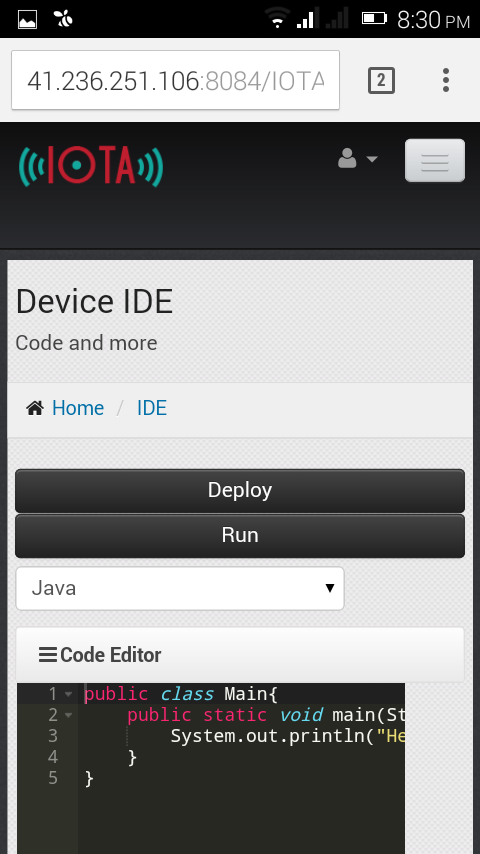 8:30 PM
41.236.251.106:8084/IOTA
2
IOTA
Device IDE
Code and more
Home / IDE
Deploy
Run
Java
Code Editor
1 public class Main{
2 public static void main(St
3 System.out.println("He
4 }
5 }